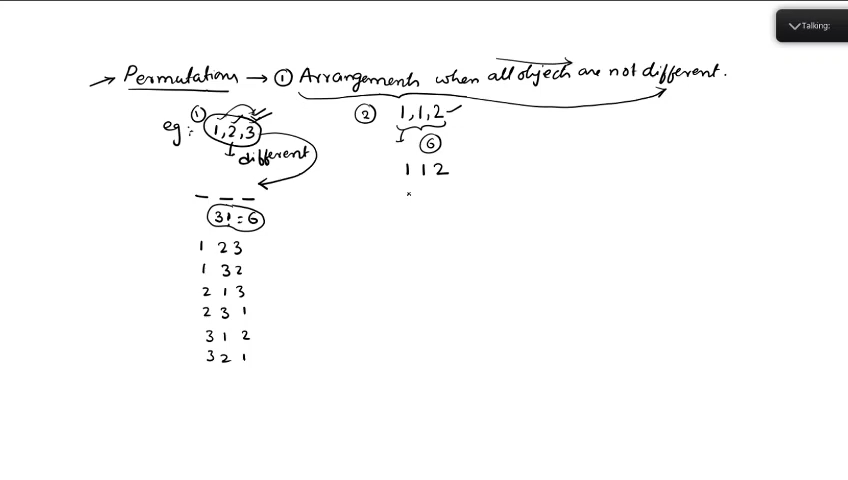 Talking:
→ Permutation → ① Arrangements when all objects are not different.
eg: ① 1, 2, 3
different
3! = 6
1 2 3
1 3 2
2 1 3
2 3 1
3 1 2
3 2 1
② 1, 1, 2
⑥
1 1 2